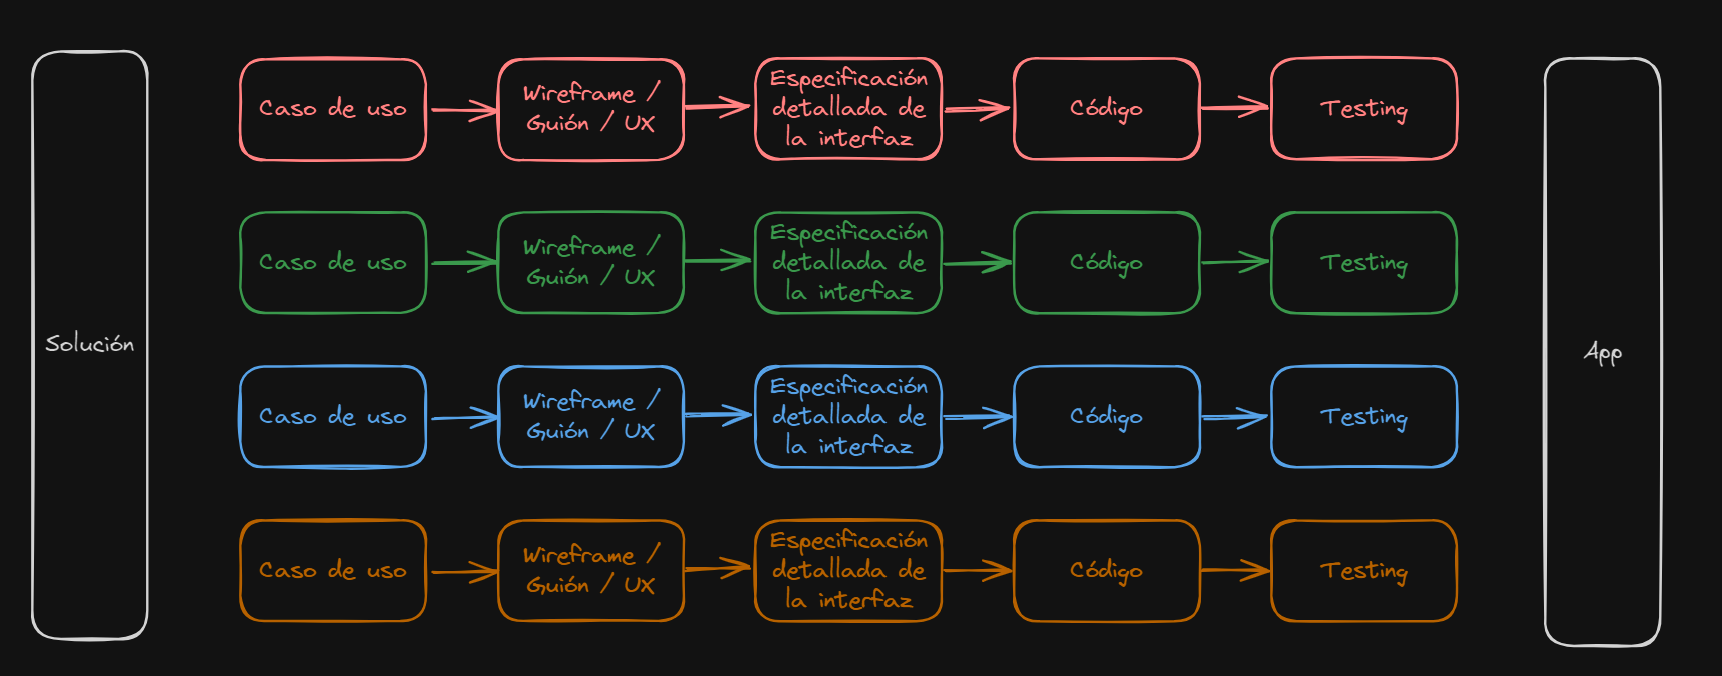 Solución
Caso de uso
Wireframe /
Guión / UX
Especificación
detallada de
la interfaz
Código
Testing
Caso de uso
Wireframe /
Guión / UX
Especificación
detallada de
la interfaz
Código
Testing
Caso de uso
Wireframe /
Guión / UX
Especificación
detallada de
la interfaz
Código
Testing
Caso de uso
Wireframe /
Guión / UX
Especificación
detallada de
la interfaz
Código
Testing
App